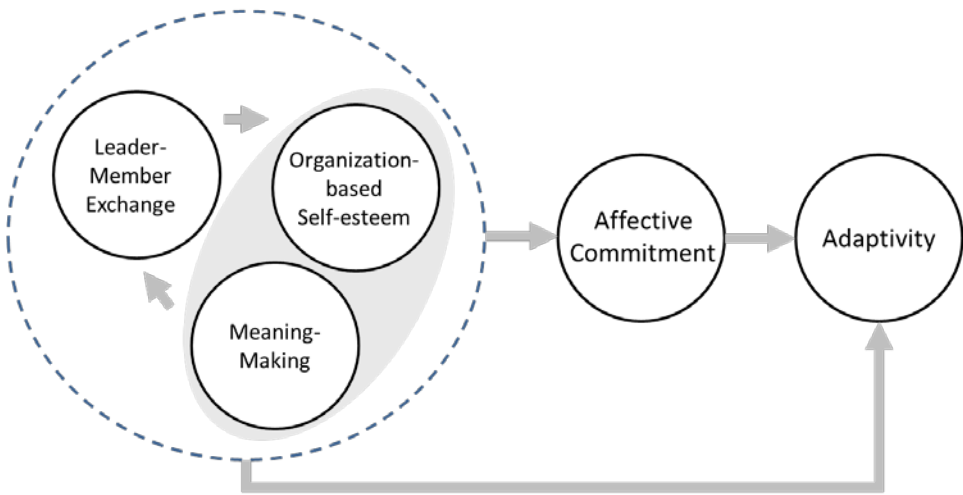 Leader-
Member
Exchange
Organization-
based
Self-esteem
Meaning-
Making
Affective
Commitment
Adaptivity